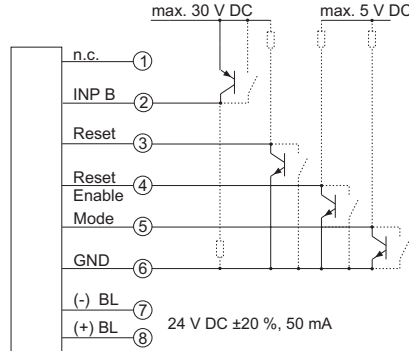 max. 30 V DC
max. 5 V DC
n.c.
1
INP B
2
Reset
3
Reset
Enable
4
Mode
5
GND
6
(-) BL
7
24 V DC ±20 %, 50 mA
(+) BL
8